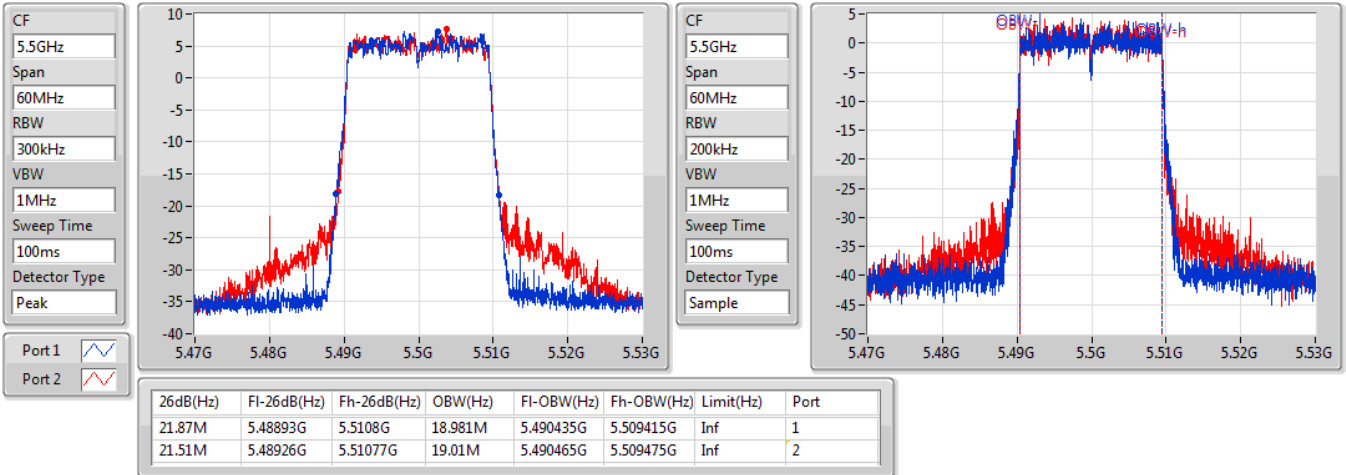 CF
5.5GHz
Span
60MHz
RBW
300kHz
VBW
1MHz
Sweep Time
100ms
Detector Type
Peak
10
5
0
-5
-10
-15
-20
-25
-30
-35
-40
5.47G 5.48G 5.49G 5.5G 5.51G 5.52G 5.53G
CF
5.5GHz
Span
60MHz
RBW
200kHz
VBW
1MHz
Sweep Time
100ms
Detector Type
Sample
OBW-l
OBW-h
5
0
-5
-10
-15
-20
-25
-30
-35
-40
-45
-50
5.47G 5.48G 5.49G 5.5G 5.51G 5.52G 5.53G
Port 1
Port 2
26dB(Hz) Fl-26dB(Hz) Fh-26dB(Hz) OBW(Hz) Fl-OBW(Hz) Fh-OBW(Hz) Limit(Hz) Port
21.87M 5.48893G 5.5108G 18.981M 5.490435G 5.509415G Inf 1
21.51M 5.48926G 5.51077G 19.01M 5.490465G 5.509475G Inf 2